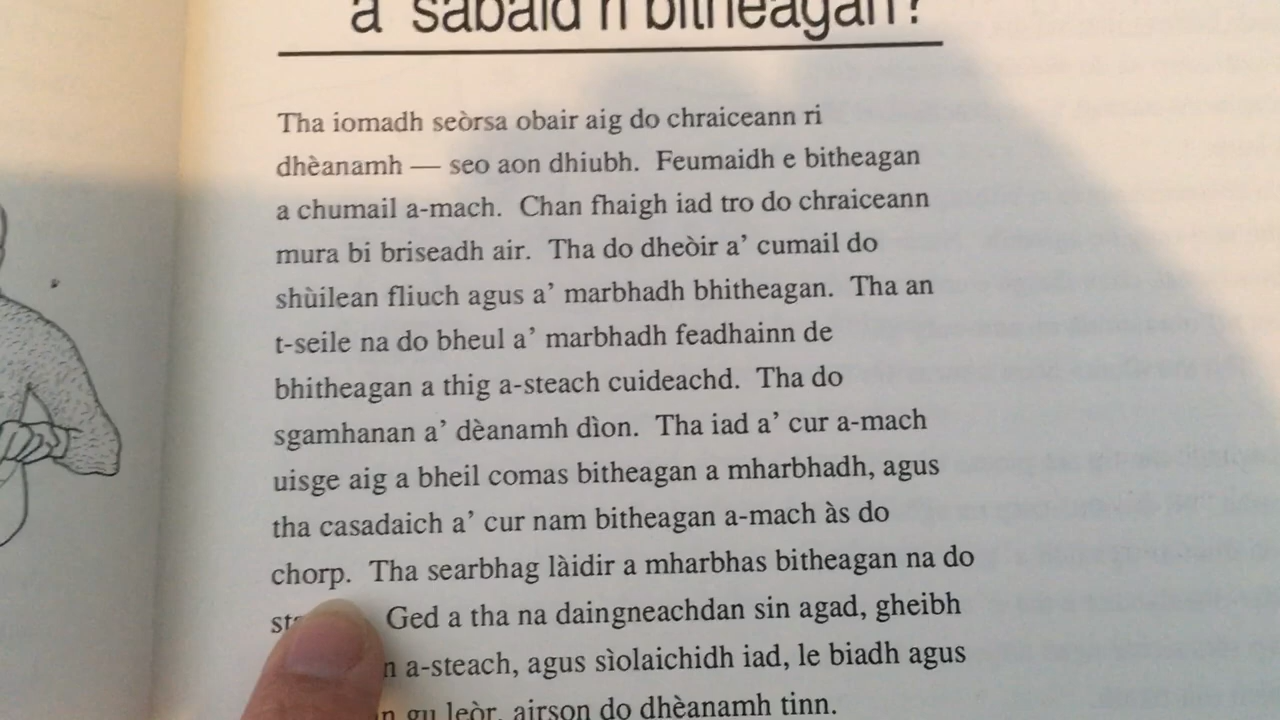 a' sabaid ri bitheagan?
Tha iomadh seòrsa obair aig do chraiceann ri
dhèanamh — seo aon dhiubh. Feumaidh e bitheagan
a chumail a-mach. Chan fhaigh iad tro do chraiceann
mura bi briseadh air. Tha do dheòir a' cumail do
shùilean fliuch agus a' marbhadh bhitheagan. Tha an
t-seile na do bheul a' marbhadh feadhainn de
bhitheagan a thig a-steach cuideachd. Tha do
sgamhanan a' dèanamh dìon. Tha iad a' cur a-mach
uisge aig a bheil comas bitheagan a mharbhadh, agus
tha casadaich a' cur nam bitheagan a-mach às do
chorp. Tha searbhag làidir a mharbhas bitheagan na do
Ged a tha na daingneachdan sin agad, gheibh
a-steach, agus sìolaichidh iad, le biadh agus
gu leòr, airson do dhèanamh tinn.